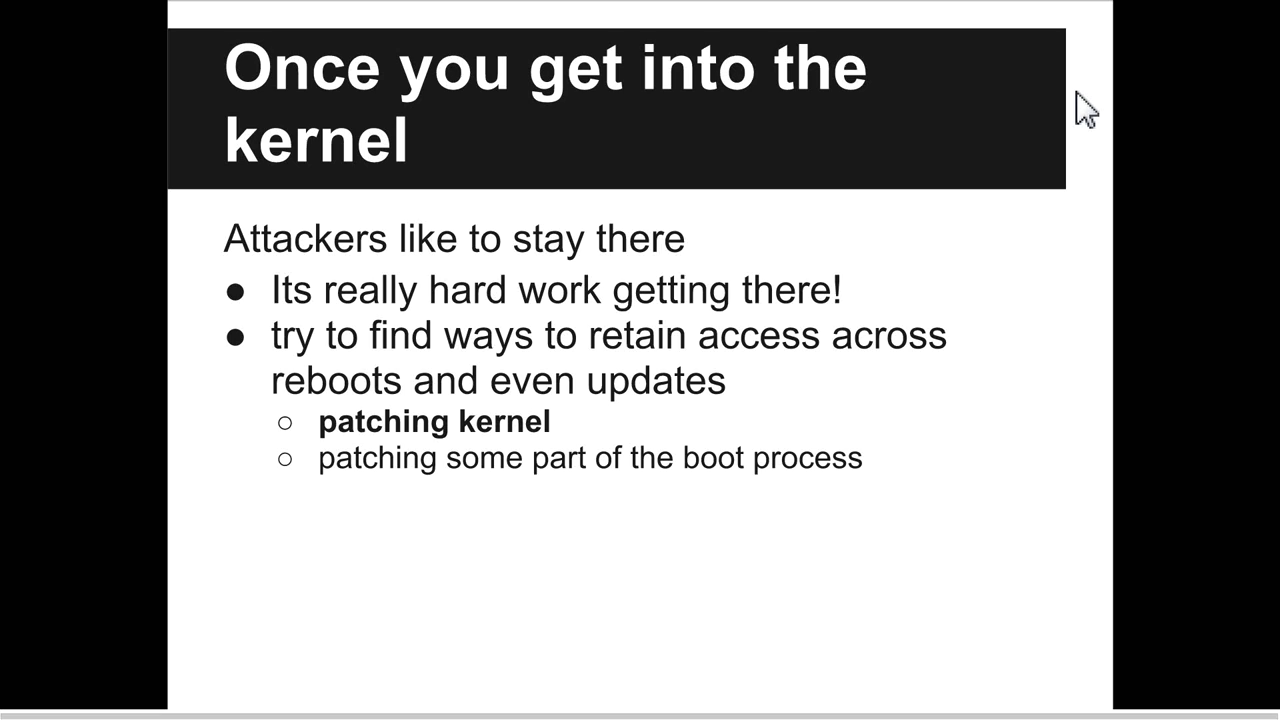 Once you get into the
kernel
Attackers like to stay there
● Its really hard work getting there!
● try to find ways to retain access across
reboots and even updates
○ patching kernel
○ patching some part of the boot process